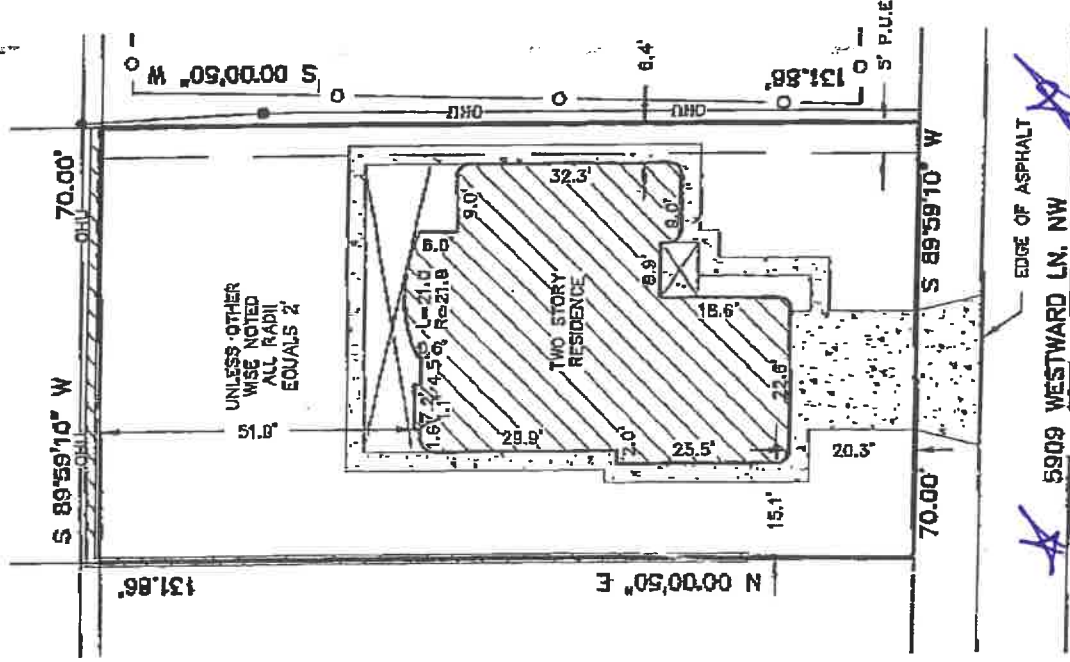 S 00°00'50" W
131.86'
6.4'
5' P.U.E
OHU
OHU
70.00'
OHU
S 89°59'10" W
OHU
UNLESS OTHER
WISE NOTED
ALL RADII
EQUALS 2'
51.9"
32.3'
9.0'
6.0
9.0'
8.9'
L=21.0
R=21.8
4.5'
7.2'
1.6'
1.1'
TWO STORY
RESIDENCE
18.6'
22.6'
29.9'
2.0'
25.5'
20.3"
15.1"
131.86'
N 00°00'50" E
70.00'
S 89°59'10" W
EDGE OF ASPHALT
5909 WESTWARD LN. NW